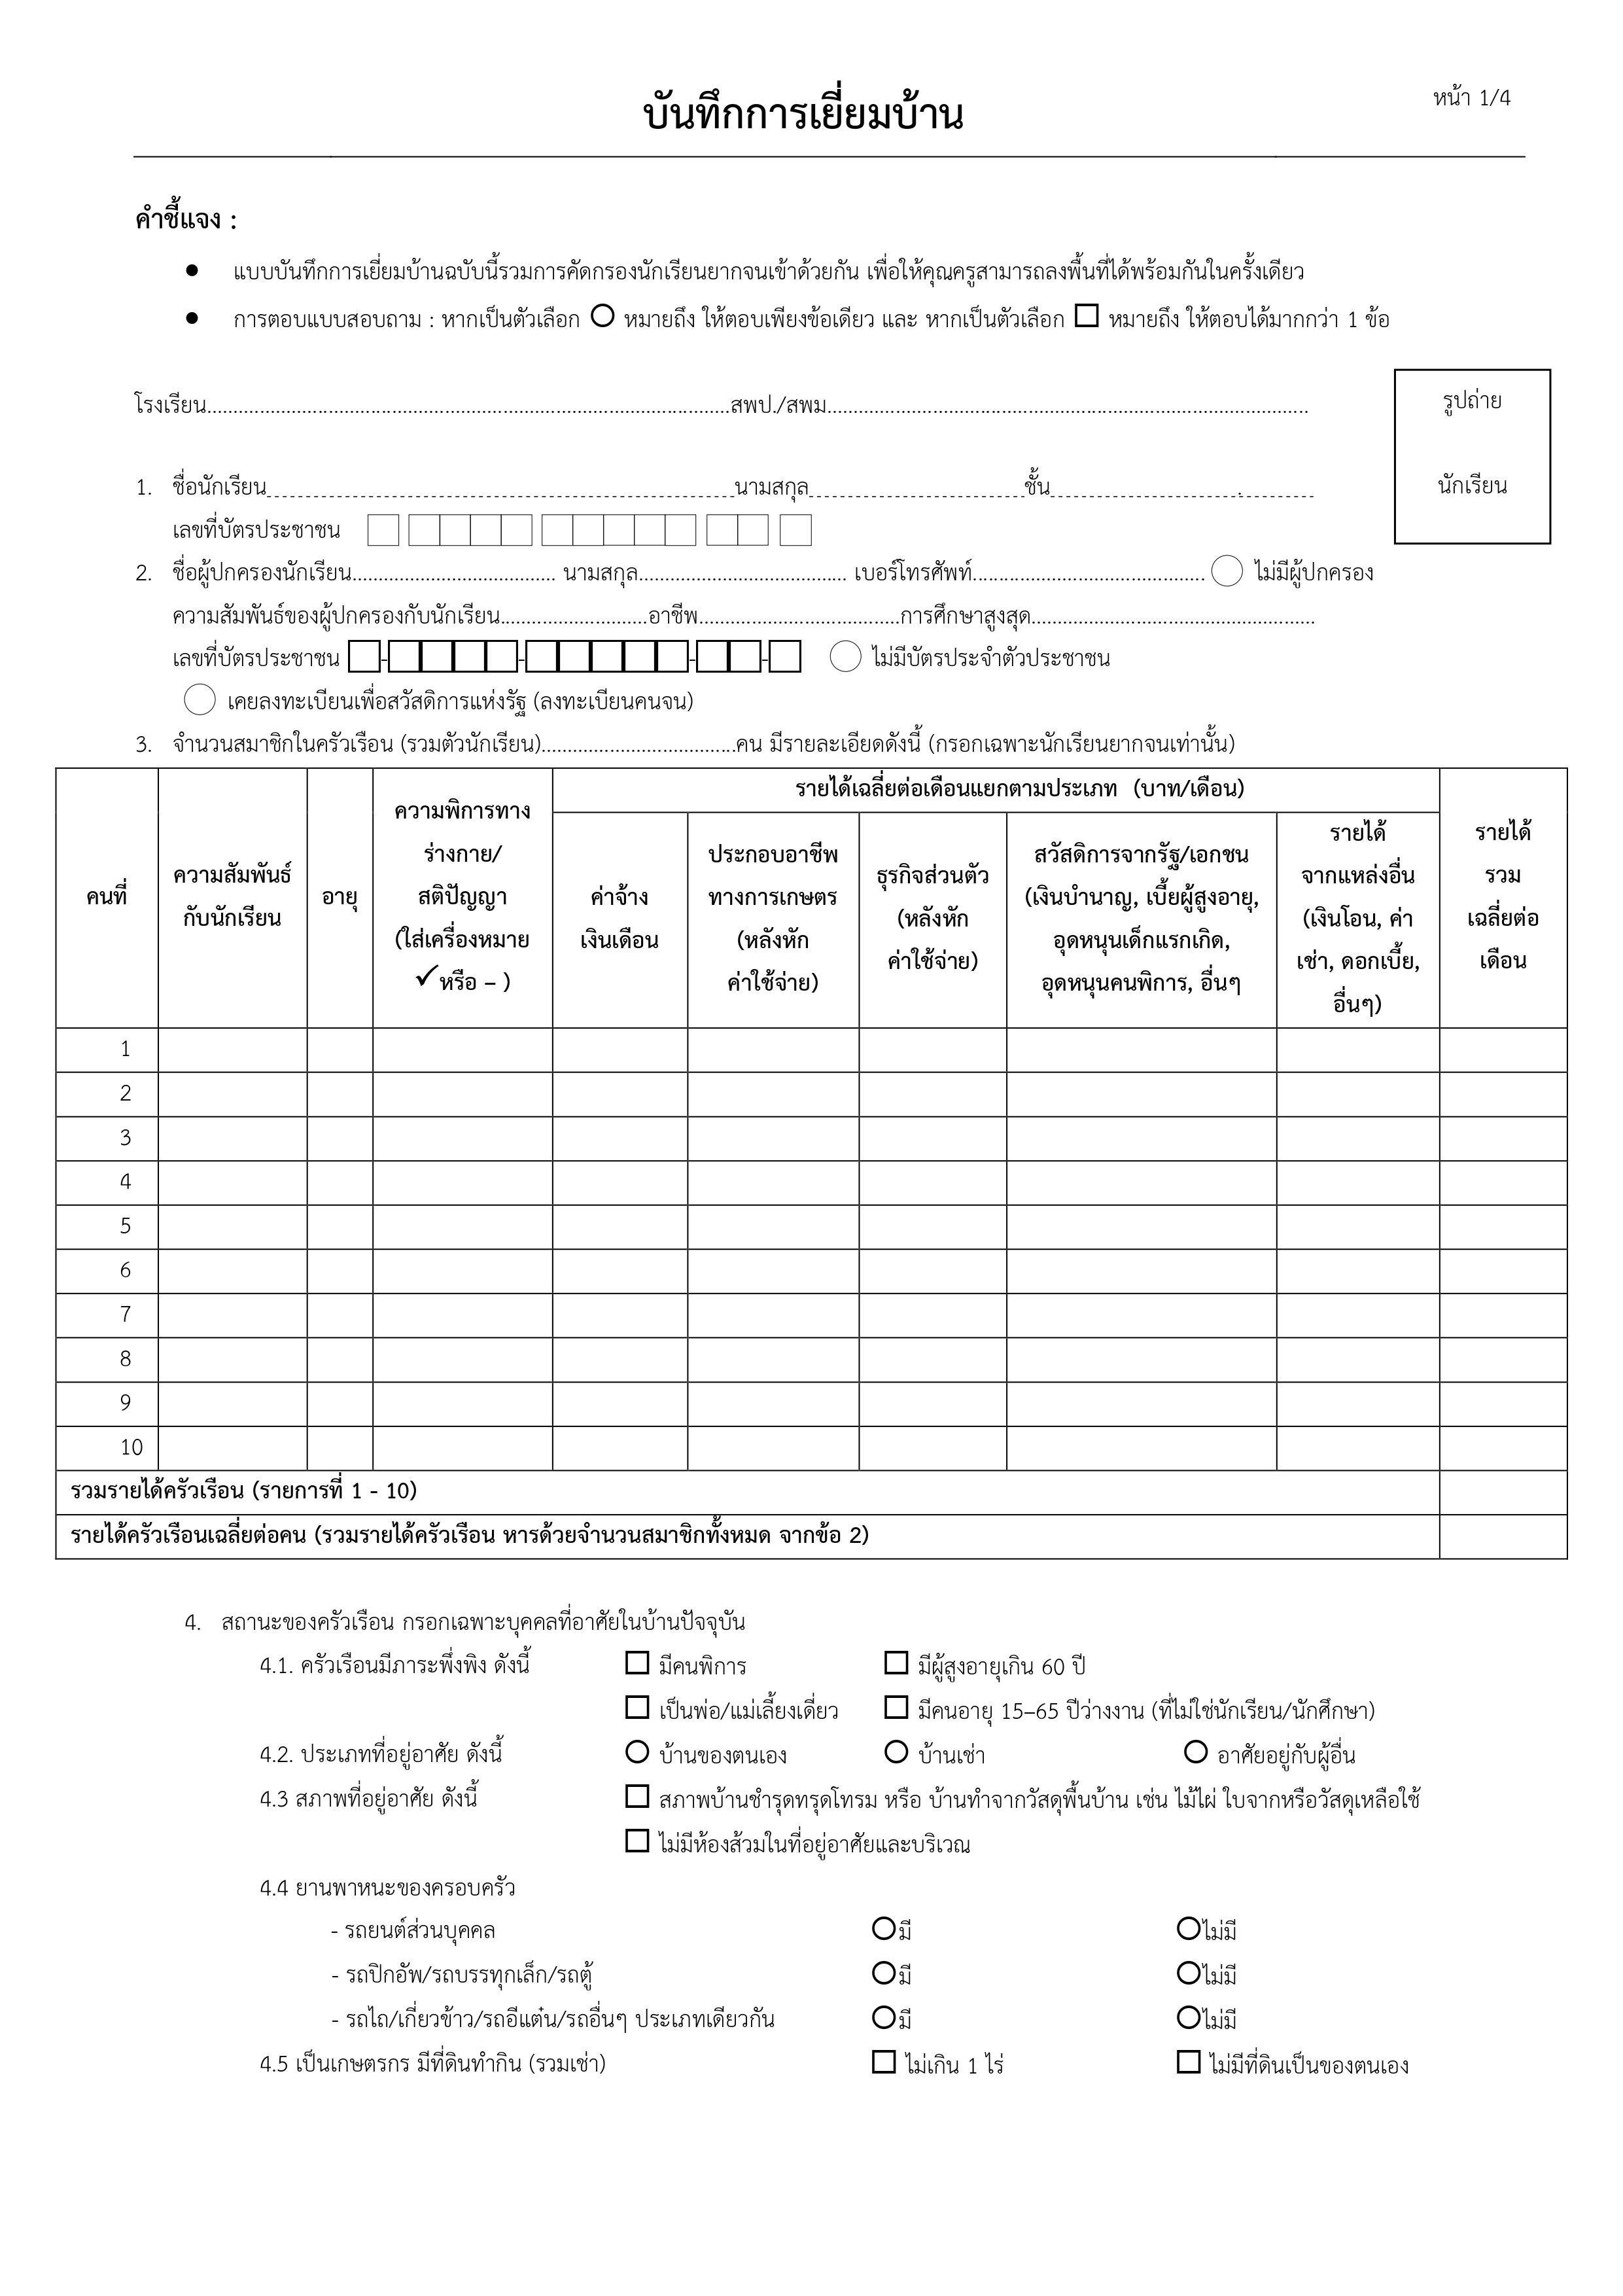 หน้า 1/4
บันทึกการเยี่ยมบ้าน
คำชี้แจง :
● แบบบันทึกการเยี่ยมบ้านฉบับนี้รวมการคัดกรองนักเรียนยากจนเข้าด้วยกัน เพื่อให้คุณครูสามารถลงพื้นที่ได้พร้อมกันในครั้งเดียว
● การตอบแบบสอบถาม : หากเป็นตัวเลือก ○ หมายถึง ให้ตอบเพียงข้อเดียว และ หากเป็นตัวเลือก □ หมายถึง ให้ตอบได้มากกว่า 1 ข้อ
รูปถ่าย
นักเรียน
โรงเรียน....................สพป./สพม....................
1. ชื่อนักเรียน....................นามสกุล....................ชั้น....................
เลขที่บัตรประชาชน
2. ชื่อผู้ปกครองนักเรียน.................... นามสกุล.................... เบอร์โทรศัพท์.................... ○ ไม่มีผู้ปกครอง
ความสัมพันธ์ของผู้ปกครองกับนักเรียน....................อาชีพ....................การศึกษาสูงสุด....................
เลขที่บัตรประชาชน □-□□□□-□□□□□-□□-□ ○ ไม่มีบัตรประจำตัวประชาชน
○ เคยลงทะเบียนเพื่อสวัสดิการแห่งรัฐ (ลงทะเบียนคนจน)
3. จำนวนสมาชิกในครัวเรือน (รวมตัวนักเรียน)....................คน มีรายละเอียดดังนี้ (กรอกเฉพาะนักเรียนยากจนเท่านั้น)
คนที่
ความสัมพันธ์
กับนักเรียน
อายุ
ความพิการทาง
ร่างกาย/
สติปัญญา
(ใส่เครื่องหมาย
✓หรือ – )
รายได้เฉลี่ยต่อเดือนแยกตามประเภท (บาท/เดือน)
ค่าจ้าง
เงินเดือน
ประกอบอาชีพ
ทางการเกษตร
(หลังหัก
ค่าใช้จ่าย)
ธุรกิจส่วนตัว
(หลังหัก
ค่าใช้จ่าย)
สวัสดิการจากรัฐ/เอกชน
(เงินบำนาญ, เบี้ยผู้สูงอายุ,
อุดหนุนเด็กแรกเกิด,
อุดหนุนคนพิการ, อื่นๆ
รายได้
จากแหล่งอื่น
(เงินโอน, ค่า
เช่า, ดอกเบี้ย,
อื่นๆ)
รายได้
รวม
เฉลี่ยต่อ
เดือน
1
2
3
4
5
6
7
8
9
10
รวมรายได้ครัวเรือน (รายการที่ 1 - 10)
รายได้ครัวเรือนเฉลี่ยต่อคน (รวมรายได้ครัวเรือน หารด้วยจำนวนสมาชิกทั้งหมด จากข้อ 2)
4. สถานะของครัวเรือน กรอกเฉพาะบุคคลที่อาศัยในบ้านปัจจุบัน
4.1. ครัวเรือนมีภาระพึ่งพิง ดังนี้ □ มีคนพิการ □ มีผู้สูงอายุเกิน 60 ปี
□ เป็นพ่อ/แม่เลี้ยงเดี่ยว □ มีคนอายุ 15–65 ปีว่างงาน (ที่ไม่ใช่นักเรียน/นักศึกษา)
4.2. ประเภทที่อยู่อาศัย ดังนี้ ○ บ้านของตนเอง ○ บ้านเช่า ○ อาศัยอยู่กับผู้อื่น
4.3 สภาพที่อยู่อาศัย ดังนี้ □ สภาพบ้านชำรุดทรุดโทรม หรือ บ้านทำจากวัสดุพื้นบ้าน เช่น ไม้ไผ่ ใบจากหรือวัสดุเหลือใช้
□ ไม่มีห้องส้วมในที่อยู่อาศัยและบริเวณ
4.4 ยานพาหนะของครอบครัว
- รถยนต์ส่วนบุคคล ○มี ○ไม่มี
- รถปิกอัพ/รถบรรทุกเล็ก/รถตู้ ○มี ○ไม่มี
- รถไถ/เกี่ยวข้าว/รถอีแต๋น/รถอื่นๆ ประเภทเดียวกัน ○มี ○ไม่มี
4.5 เป็นเกษตรกร มีที่ดินทำกิน (รวมเช่า) □ ไม่เกิน 1 ไร่ □ ไม่มีที่ดินเป็นของตนเอง